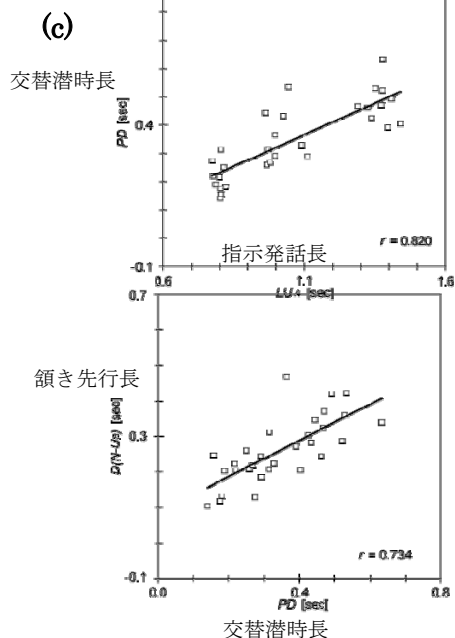 (c)
交替潜時長
PD [sec]
0.4
r = 0.820
指示発話長
-0.1
0.6
1.1
1.6
[sec]
0.7
頷き先行長
D(N-Us) [sec]
0.3
r = 0.734
-0.1
0.0
0.4
0.8
PD [sec]
交替潜時長